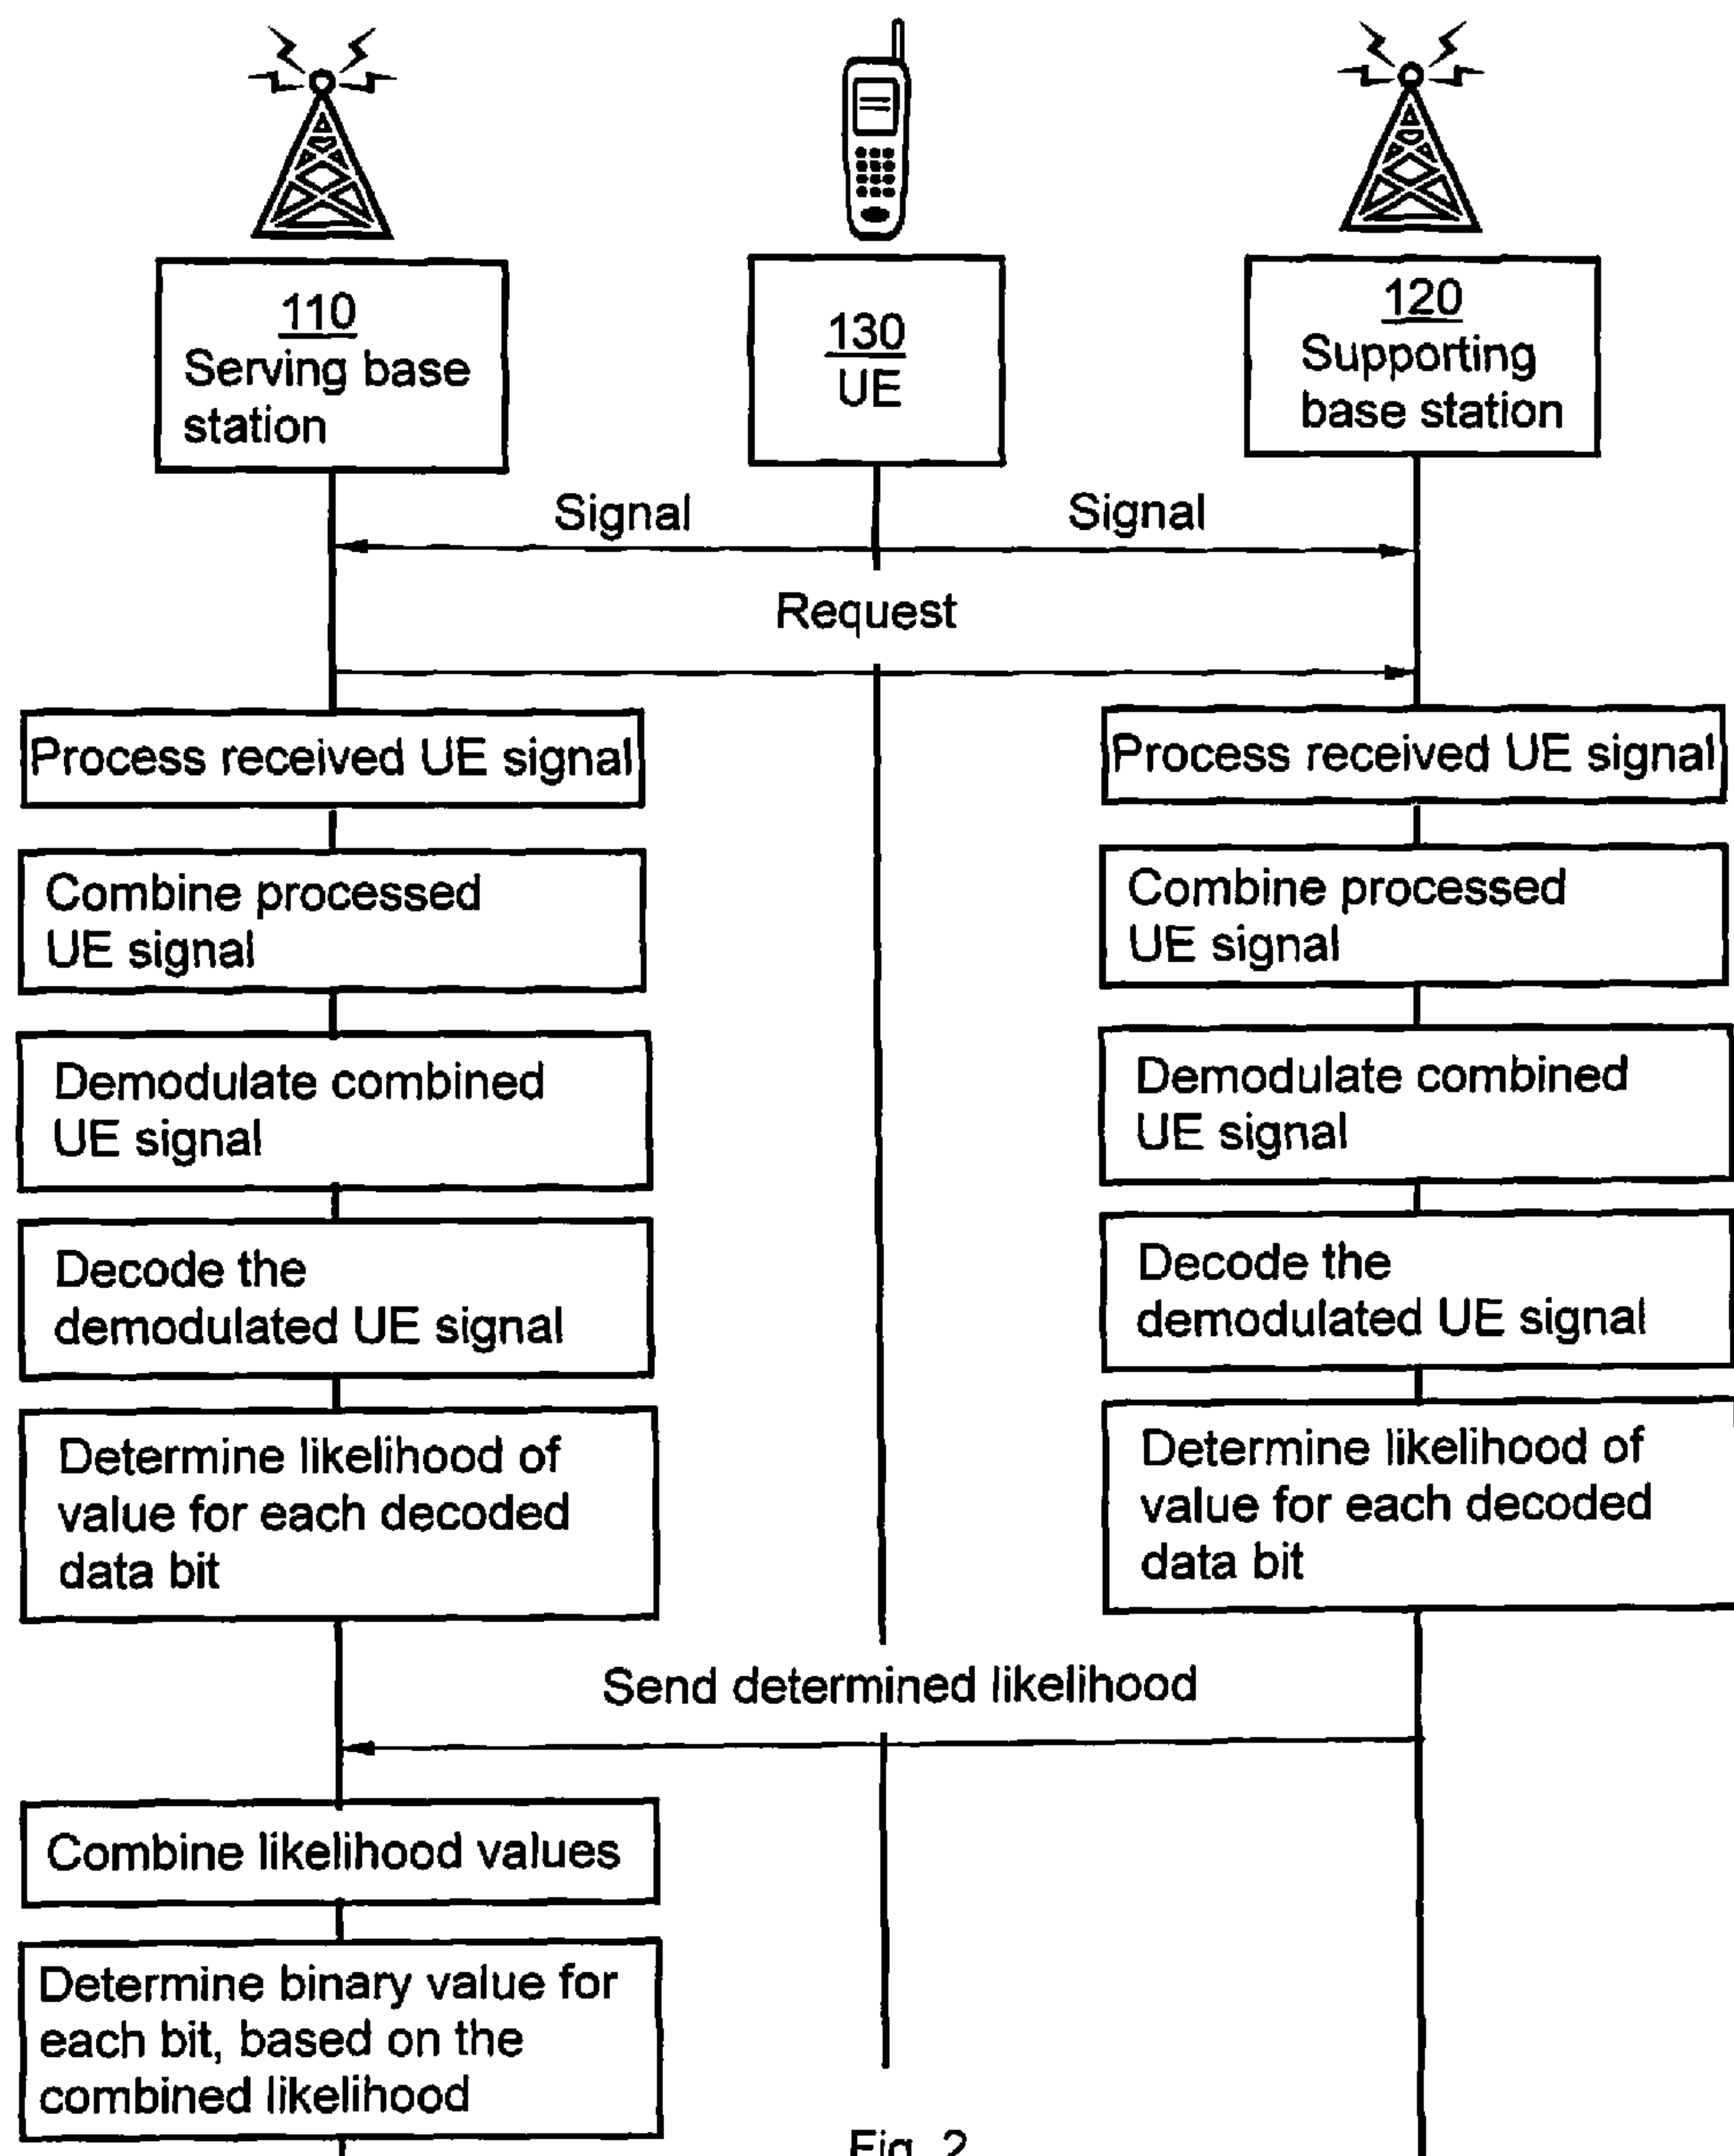 110
Serving base
station
130
UE
120
Supporting
base station
Signal
Signal
Request
Process received UE signal
Process received UE signal
Combine processed
UE signal
Combine processed
UE signal
Demodulate combined
UE signal
Demodulate combined
UE signal
Decode the
demodulated UE signal
Decode the
demodulated UE signal
Determine likelihood of
value for each decoded
data bit
Determine likelihood of
value for each decoded
data bit
Send determined likelihood
Combine likelihood values
Determine binary value for
each bit, based on the
combined likelihood
Fig. 2